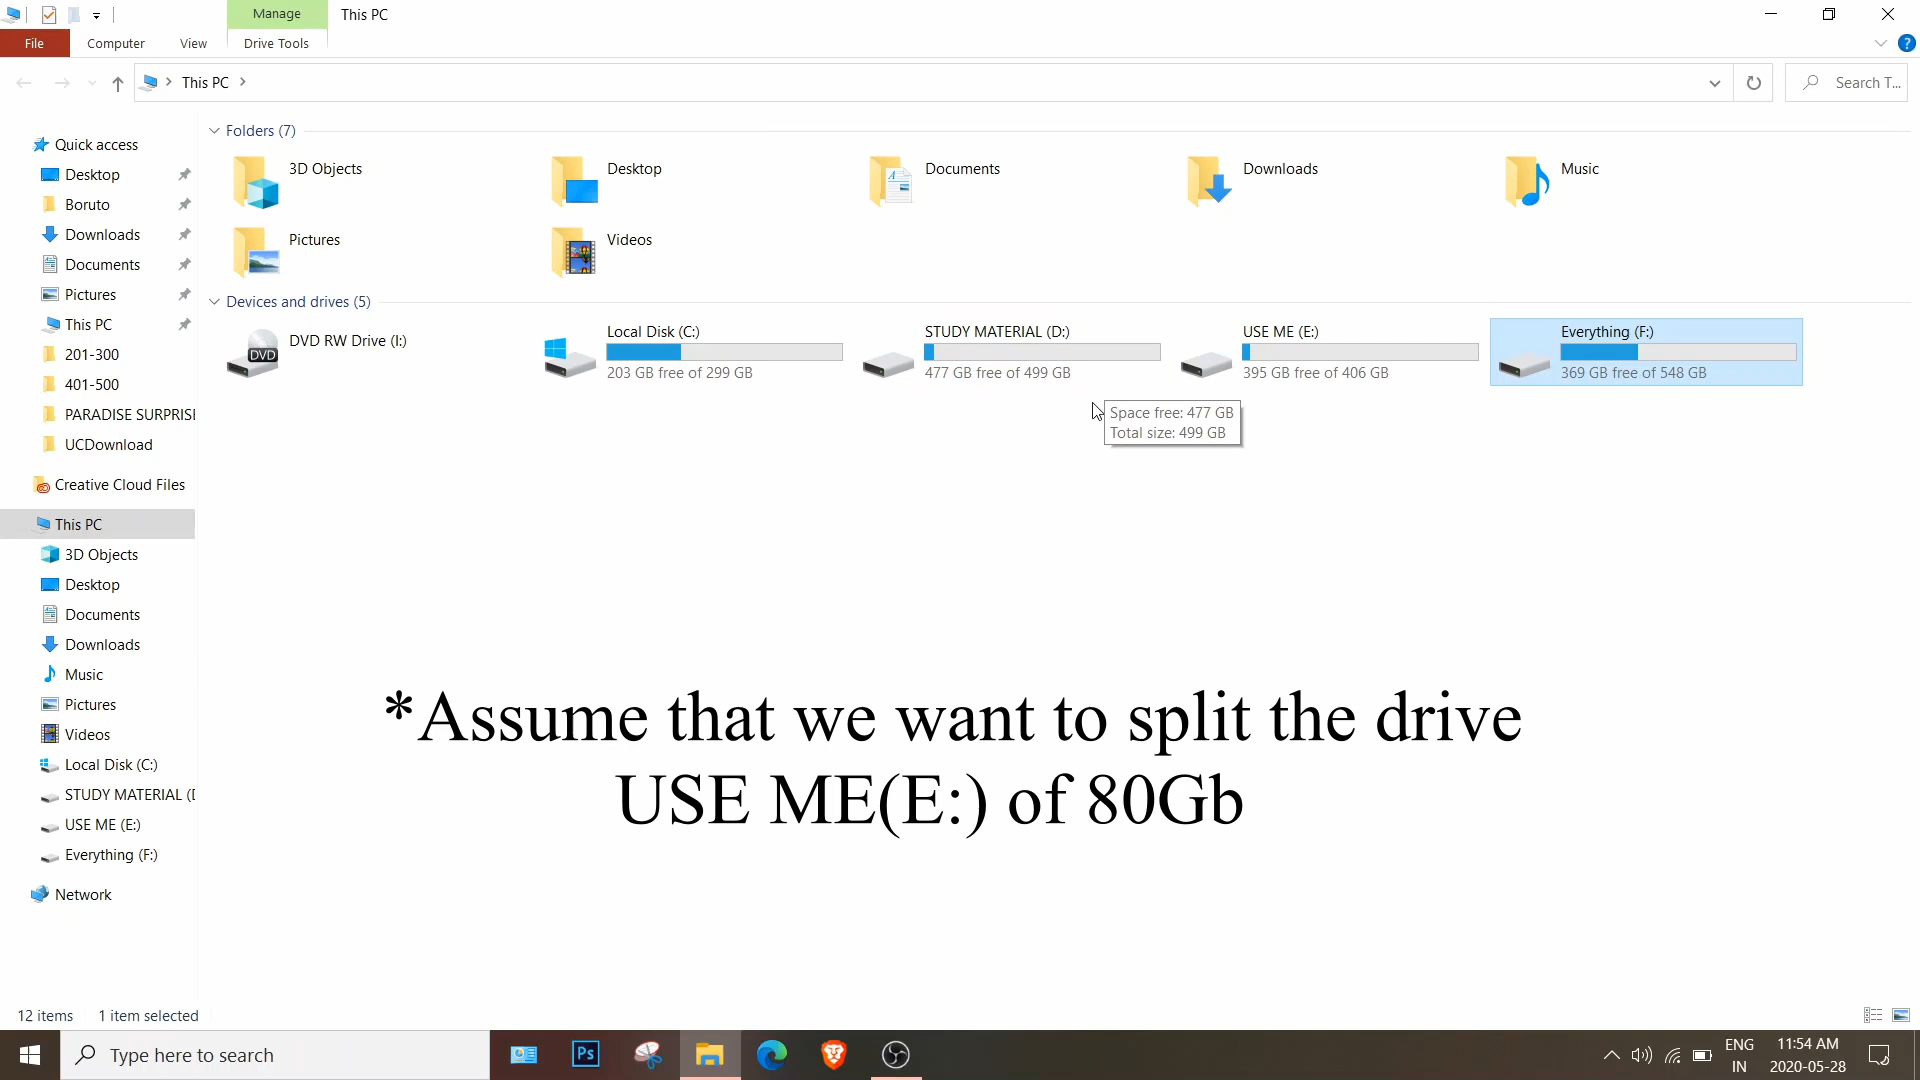 Manage
This PC
File
Computer
View
Drive Tools
This PC
Search T...
Quick access
Desktop
Boruto
Downloads
Documents
Pictures
This PC
201-300
401-500
PARADISE SURPRISI
UCDownload
Creative Cloud Files
This PC
3D Objects
Desktop
Documents
Downloads
Music
Pictures
Videos
Local Disk (C:)
STUDY MATERIAL (D
USE ME (E:)
Everything (F:)
Network
Folders (7)
3D Objects
Desktop
Documents
Downloads
Music
Pictures
Videos
Devices and drives (5)
DVD
DVD RW Drive (I:)
Local Disk (C:)
203 GB free of 299 GB
STUDY MATERIAL (D:)
477 GB free of 499 GB
USE ME (E:)
395 GB free of 406 GB
Everything (F:)
369 GB free of 548 GB
Space free: 477 GB
Total size: 499 GB
*Assume that we want to split the drive
USE ME(E:) of 80Gb
12 items
1 item selected
Type here to search
Ps
ENG
IN
11:54 AM
2020-05-28